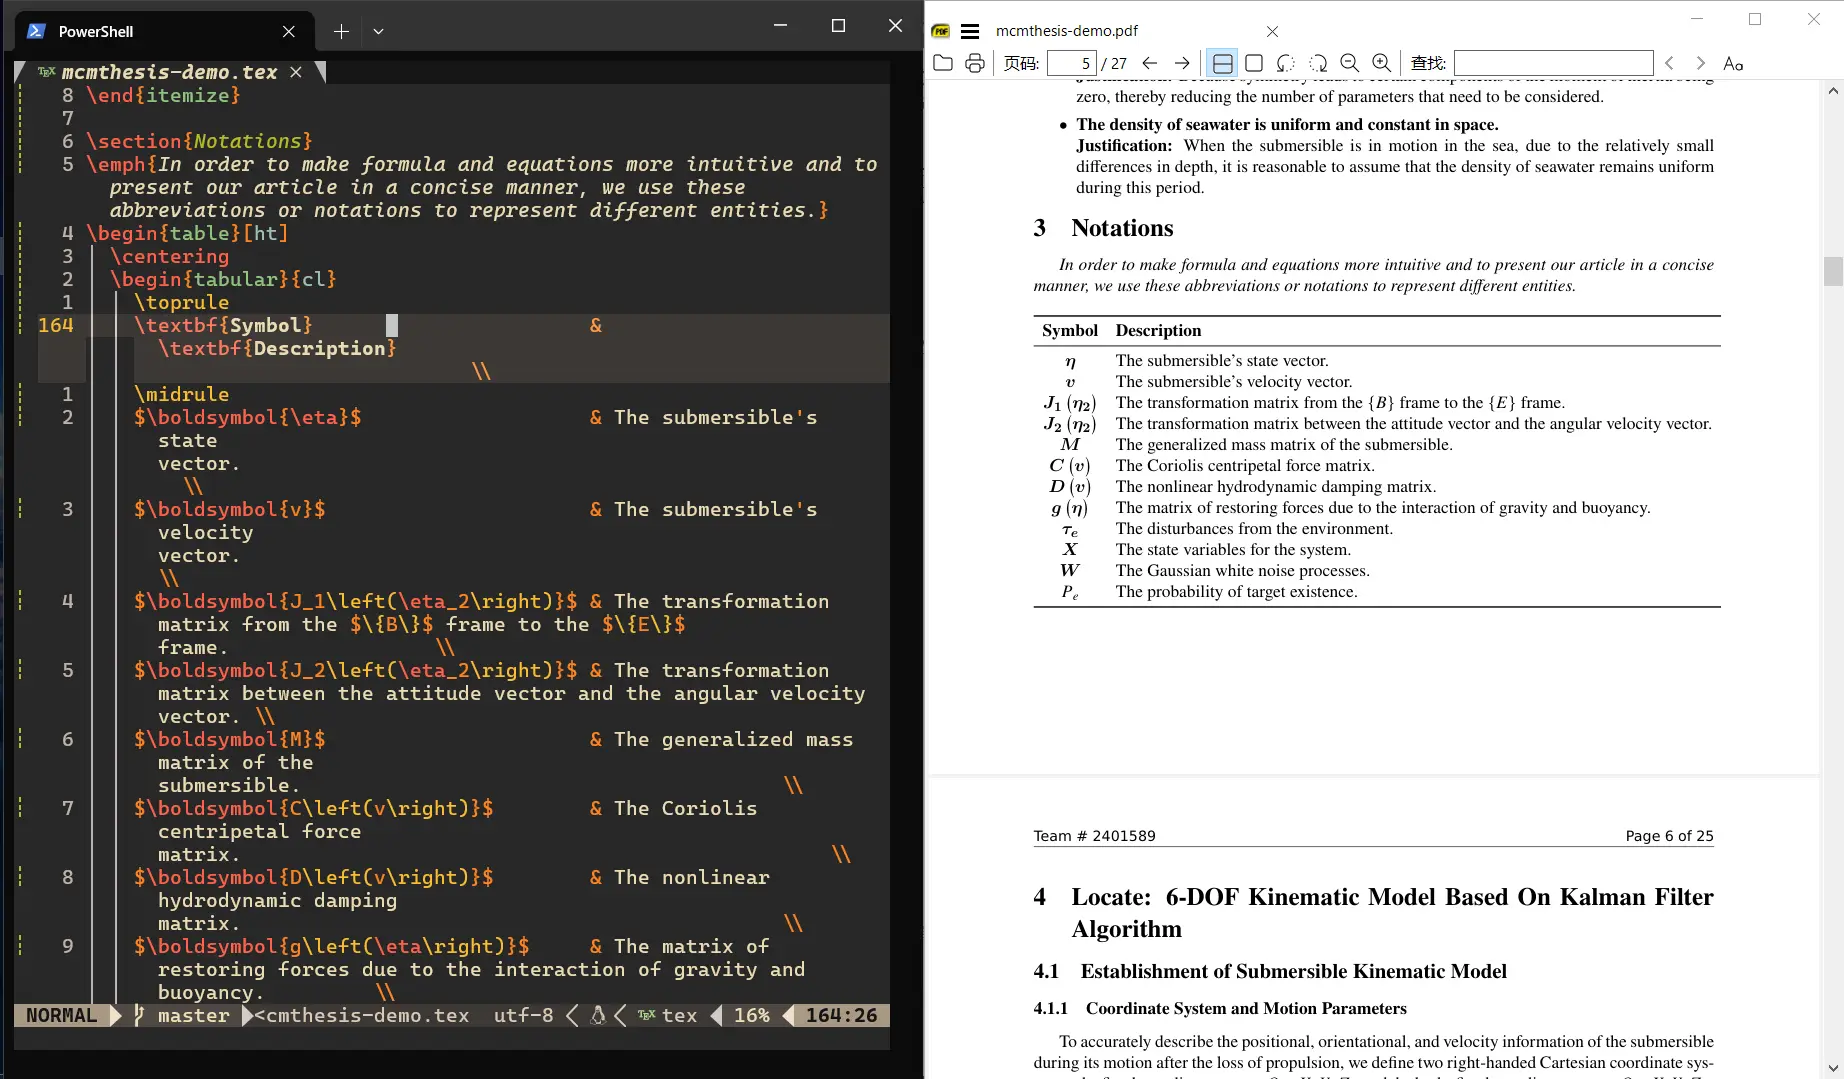 PowerShell
mcmthesis-demo.tex
8 \end{itemize}
7
6 \section{Notations}
5 \emph{In order to make formula and equations more intuitive and to
present our article in a concise manner, we use these
abbreviations or notations to represent different entities.}
4 \begin{table}[ht]
3 \centering
2 \begin{tabular}{cl}
1 \toprule
164 \textbf{Symbol} &
\textbf{Description}
\\
1 \midrule
2 $\boldsymbol{\eta}$ & The submersible's
state
vector.
\\
3 $\boldsymbol{v}$ & The submersible's
velocity
vector.
\\
4 $\boldsymbol{J_1\left(\eta_2\right)}$ & The transformation
matrix from the $\{B\}$ frame to the $\{E\}$
frame. \\
5 $\boldsymbol{J_2\left(\eta_2\right)}$ & The transformation
matrix between the attitude vector and the angular velocity
vector. \\
6 $\boldsymbol{M}$ & The generalized mass
matrix of the
submersible. \\
7 $\boldsymbol{C\left(v\right)}$ & The Coriolis
centripetal force
matrix. \\
8 $\boldsymbol{D\left(v\right)}$ & The nonlinear
hydrodynamic damping
matrix. \\
9 $\boldsymbol{g\left(\eta\right)}$ & The matrix of
restoring forces due to the interaction of gravity and
buoyancy. \\
NORMAL master <cmthesis-demo.tex utf-8 tex 16% 164:26
mcmthesis-demo.pdf
页码: 5 / 27 查找: Aa
zero, thereby reducing the number of parameters that need to be considered.
• The density of seawater is uniform and constant in space.
Justification: When the submersible is in motion in the sea, due to the relatively small
differences in depth, it is reasonable to assume that the density of seawater remains uniform
during this period.
3 Notations
In order to make formula and equations more intuitive and to present our article in a concise
manner, we use these abbreviations or notations to represent different entities.
Symbol Description
η The submersible's state vector.
v The submersible's velocity vector.
J₁ (η₂) The transformation matrix from the {B} frame to the {E} frame.
J₂ (η₂) The transformation matrix between the attitude vector and the angular velocity vector.
M The generalized mass matrix of the submersible.
C (v) The Coriolis centripetal force matrix.
D (v) The nonlinear hydrodynamic damping matrix.
g (η) The matrix of restoring forces due to the interaction of gravity and buoyancy.
τₑ The disturbances from the environment.
X The state variables for the system.
W The Gaussian white noise processes.
Pₑ The probability of target existence.
Team # 2401589 Page 6 of 25
4 Locate: 6-DOF Kinematic Model Based On Kalman Filter
Algorithm
4.1 Establishment of Submersible Kinematic Model
4.1.1 Coordinate System and Motion Parameters
To accurately describe the positional, orientational, and velocity information of the submersible
during its motion after the loss of propulsion, we define two right-handed Cartesian coordinate sys-